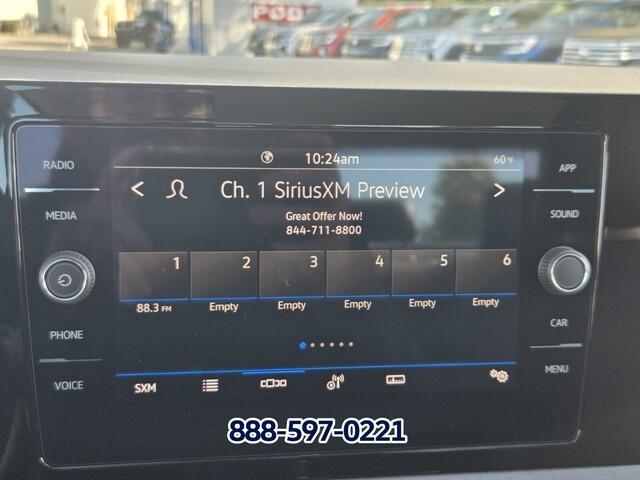 POD
RADIO
MEDIA
PHONE
VOICE
10:24am
60°F
< Ch. 1 SiriusXM Preview >
Great Offer Now!
844-711-8800
1 2 3 4 5 6
88.3 FM Empty Empty Empty Empty Empty
SXM
APP
SOUND
CAR
MENU
888-597-0221